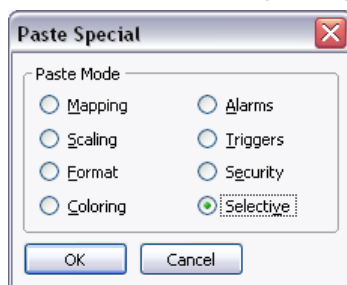 Paste Special
Paste Mode
Mapping Alarms
Scaling Triggers
Format Security
Coloring Selective
OK Cancel